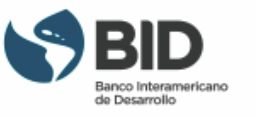 BID
Banco Interamericano
de Desarrollo